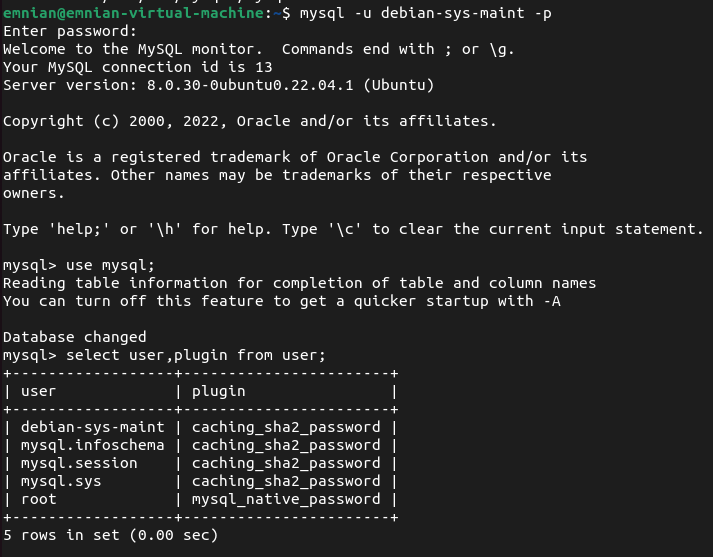 emnian@emnian-virtual-machine:~$ mysql -u debian-sys-maint -p
Enter password:
Welcome to the MySQL monitor.  Commands end with ; or \g.
Your MySQL connection id is 13
Server version: 8.0.30-0ubuntu0.22.04.1 (Ubuntu)

Copyright (c) 2000, 2022, Oracle and/or its affiliates.

Oracle is a registered trademark of Oracle Corporation and/or its
affiliates. Other names may be trademarks of their respective
owners.

Type 'help;' or '\h' for help. Type '\c' to clear the current input statement.

mysql> use mysql;
Reading table information for completion of table and column names
You can turn off this feature to get a quicker startup with -A

Database changed
mysql> select user,plugin from user;
+------------------+-----------------------+
| user             | plugin                |
+------------------+-----------------------+
| debian-sys-maint | caching_sha2_password |
| mysql.infoschema | caching_sha2_password |
| mysql.session    | caching_sha2_password |
| mysql.sys        | caching_sha2_password |
| root             | mysql_native_password |
+------------------+-----------------------+
5 rows in set (0.00 sec)